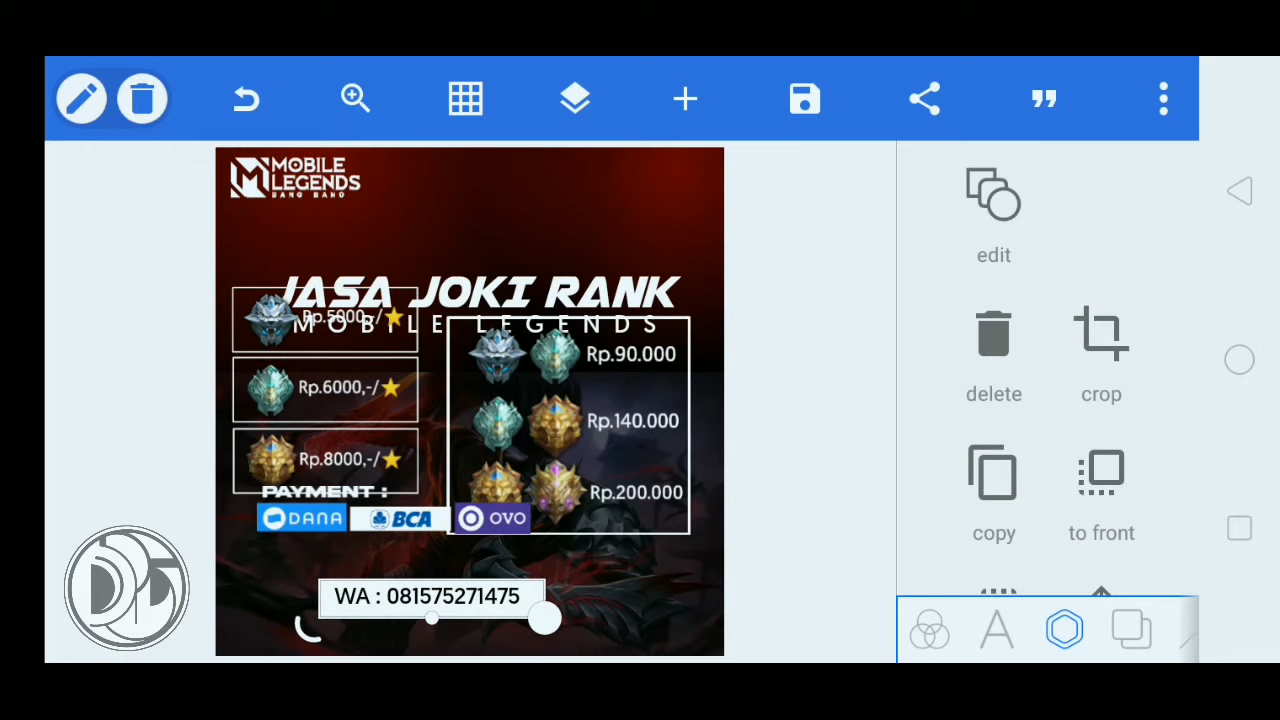 MOBILE
LEGENDS
BANG BANG
JASA JOKI RANK
MOBILE LEGENDS
Rp.5000,-/
Rp.6000,-/
Rp.8000,-/
Rp.90.000
Rp.140.000
Rp.200.000
PAYMENT :
DANA
BCA
OVO
WA : 081575271475
edit
delete
crop
copy
to front